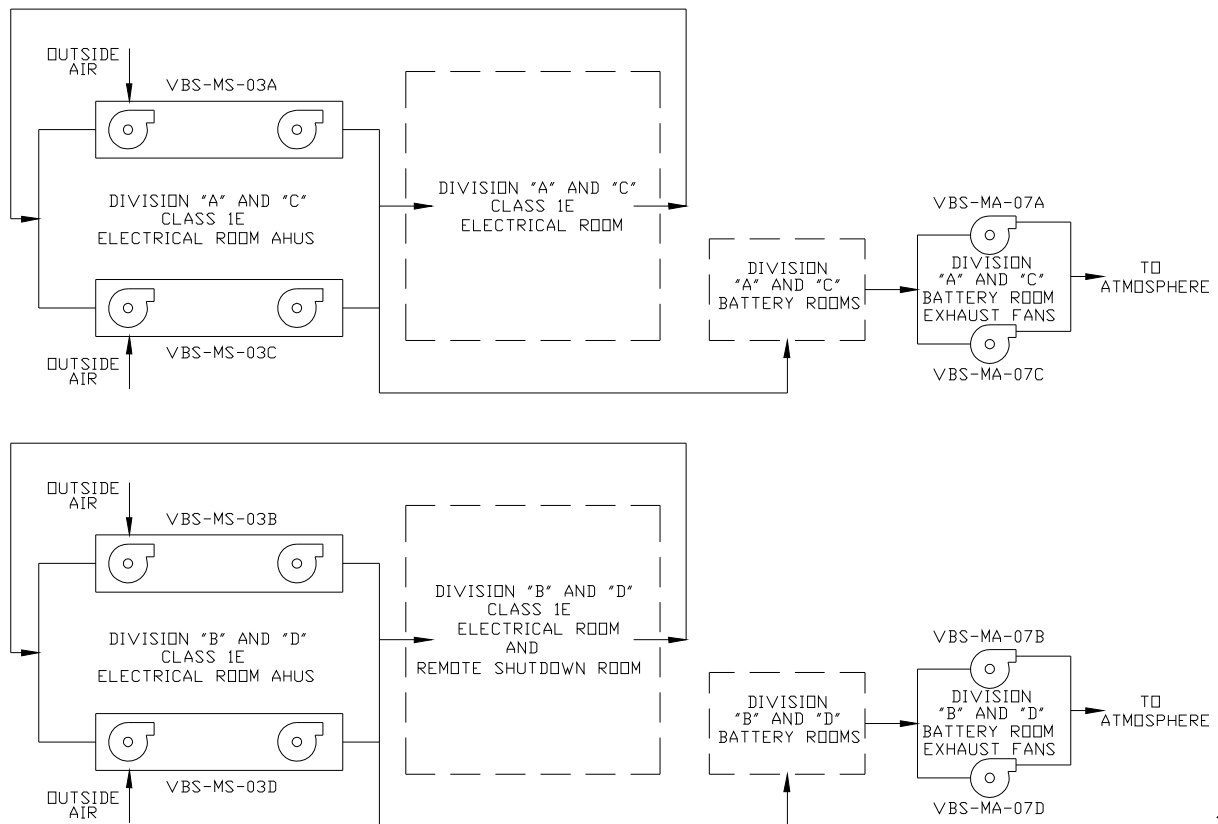 OUTSIDE
AIR
VBS-MS-03A
DIVISION "A" AND "C"
CLASS 1E
ELECTRICAL ROOM AHUS
VBS-MS-03C
OUTSIDE
AIR
DIVISION "A" AND "C"
CLASS 1E
ELECTRICAL ROOM
DIVISION
"A" AND "C"
BATTERY ROOMS
VBS-MA-07A
DIVISION
"A" AND "C"
BATTERY ROOM
EXHAUST FANS
VBS-MA-07C
TO
ATMOSPHERE
OUTSIDE
AIR
VBS-MS-03B
DIVISION "B" AND "D"
CLASS 1E
ELECTRICAL ROOM AHUS
VBS-MS-03D
OUTSIDE
AIR
DIVISION "B" AND "D"
CLASS 1E
ELECTRICAL ROOM
AND
REMOTE SHUTDOWN ROOM
DIVISION
"B" AND "D"
BATTERY ROOMS
VBS-MA-07B
DIVISION
"B" AND "D"
BATTERY ROOM
EXHAUST FANS
VBS-MA-07D
TO
ATMOSPHERE